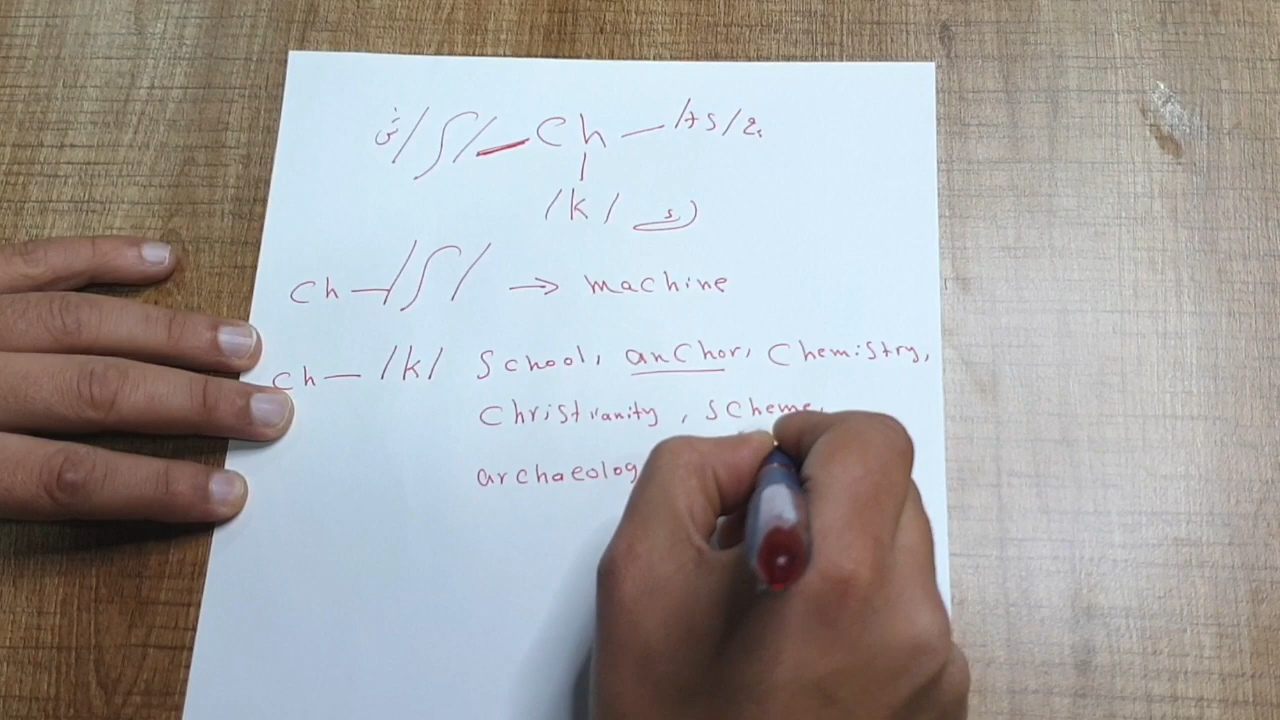 ش /ʃ/ — Ch — /tʃ/ چ
/k/ ک
Ch — /ʃ/ → machine
Ch — /k/ School, anChor, Chemistry,
Christianity, SCheme,
archaeolog